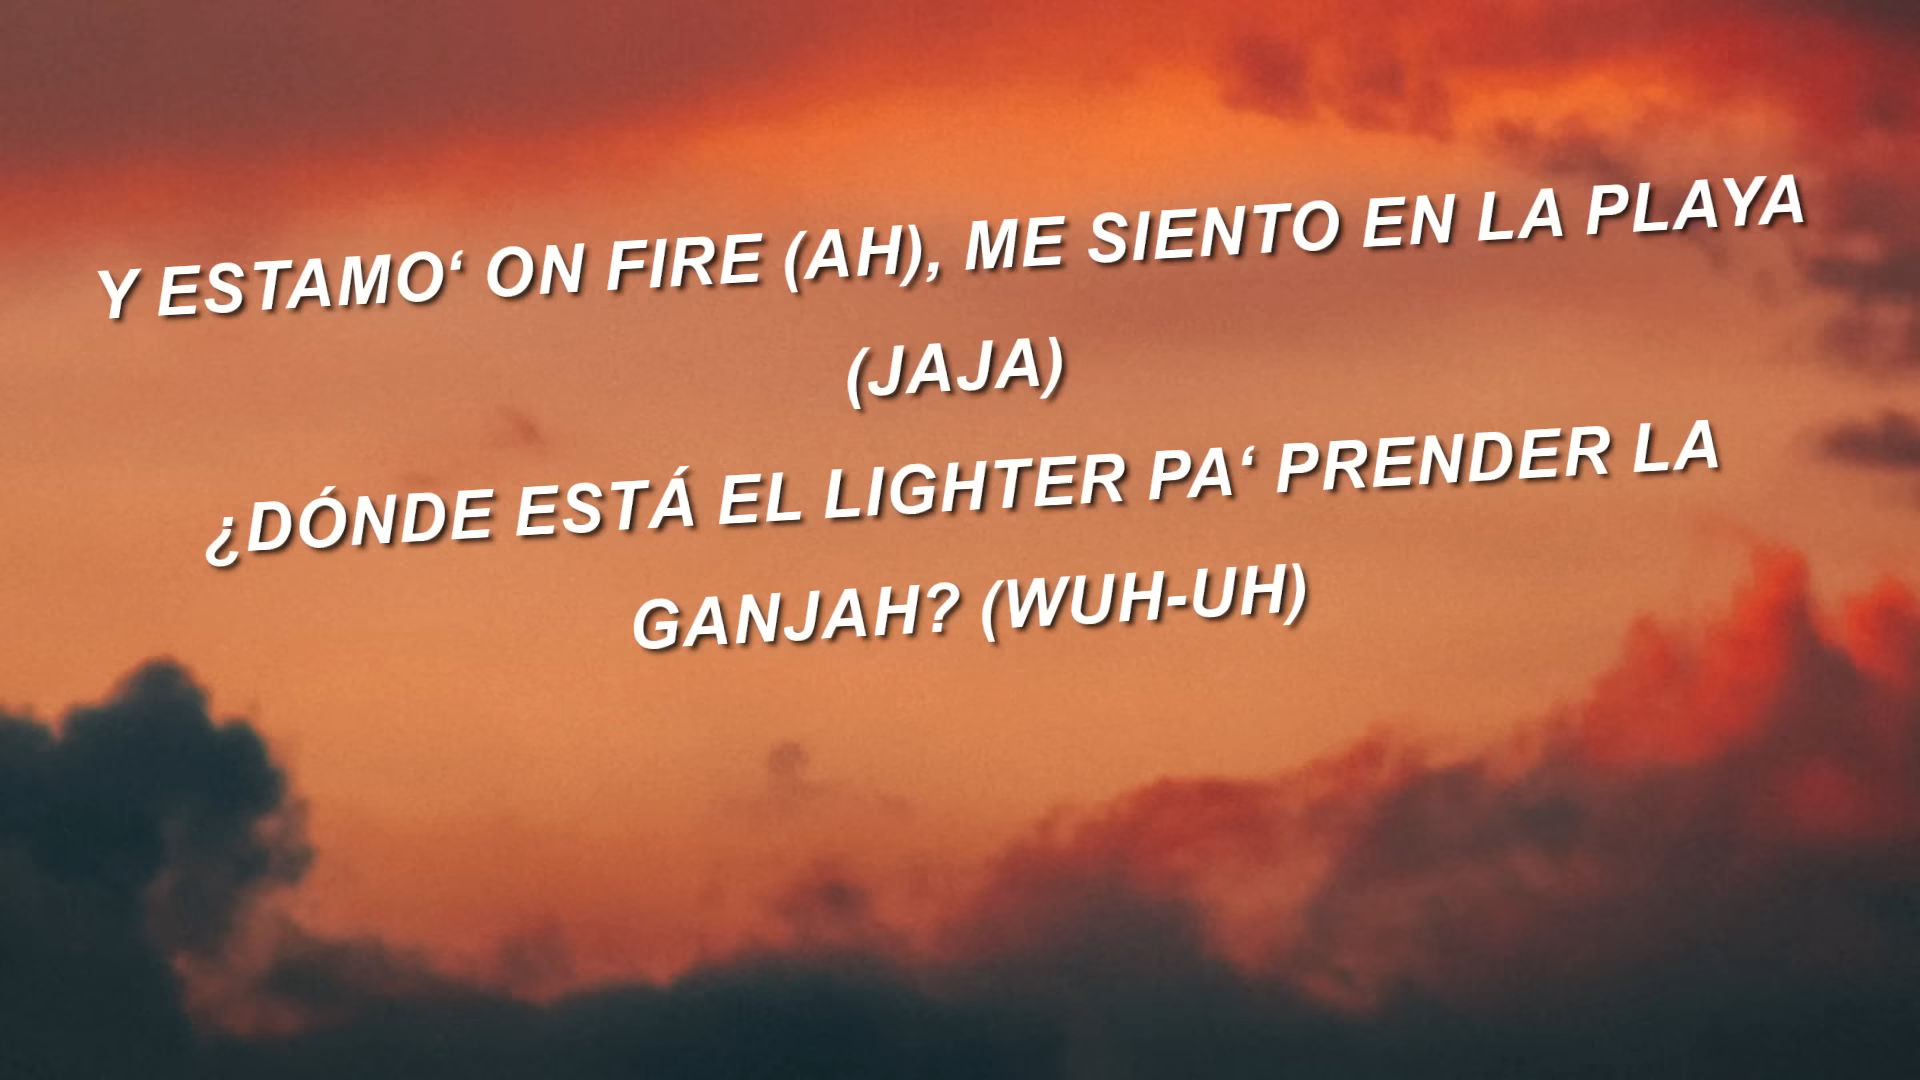 Y ESTAMO‘ ON FIRE (AH), ME SIENTO EN LA PLAYA
(JAJA)
¿DÓNDE ESTÁ EL LIGHTER PA‘ PRENDER LA
GANJAH? (WUH-UH)